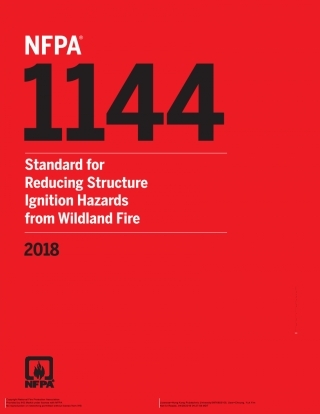 NFPA®
1144
Standard for
Reducing Structure
Ignition Hazards
from Wildland Fire
2018
NFPA®